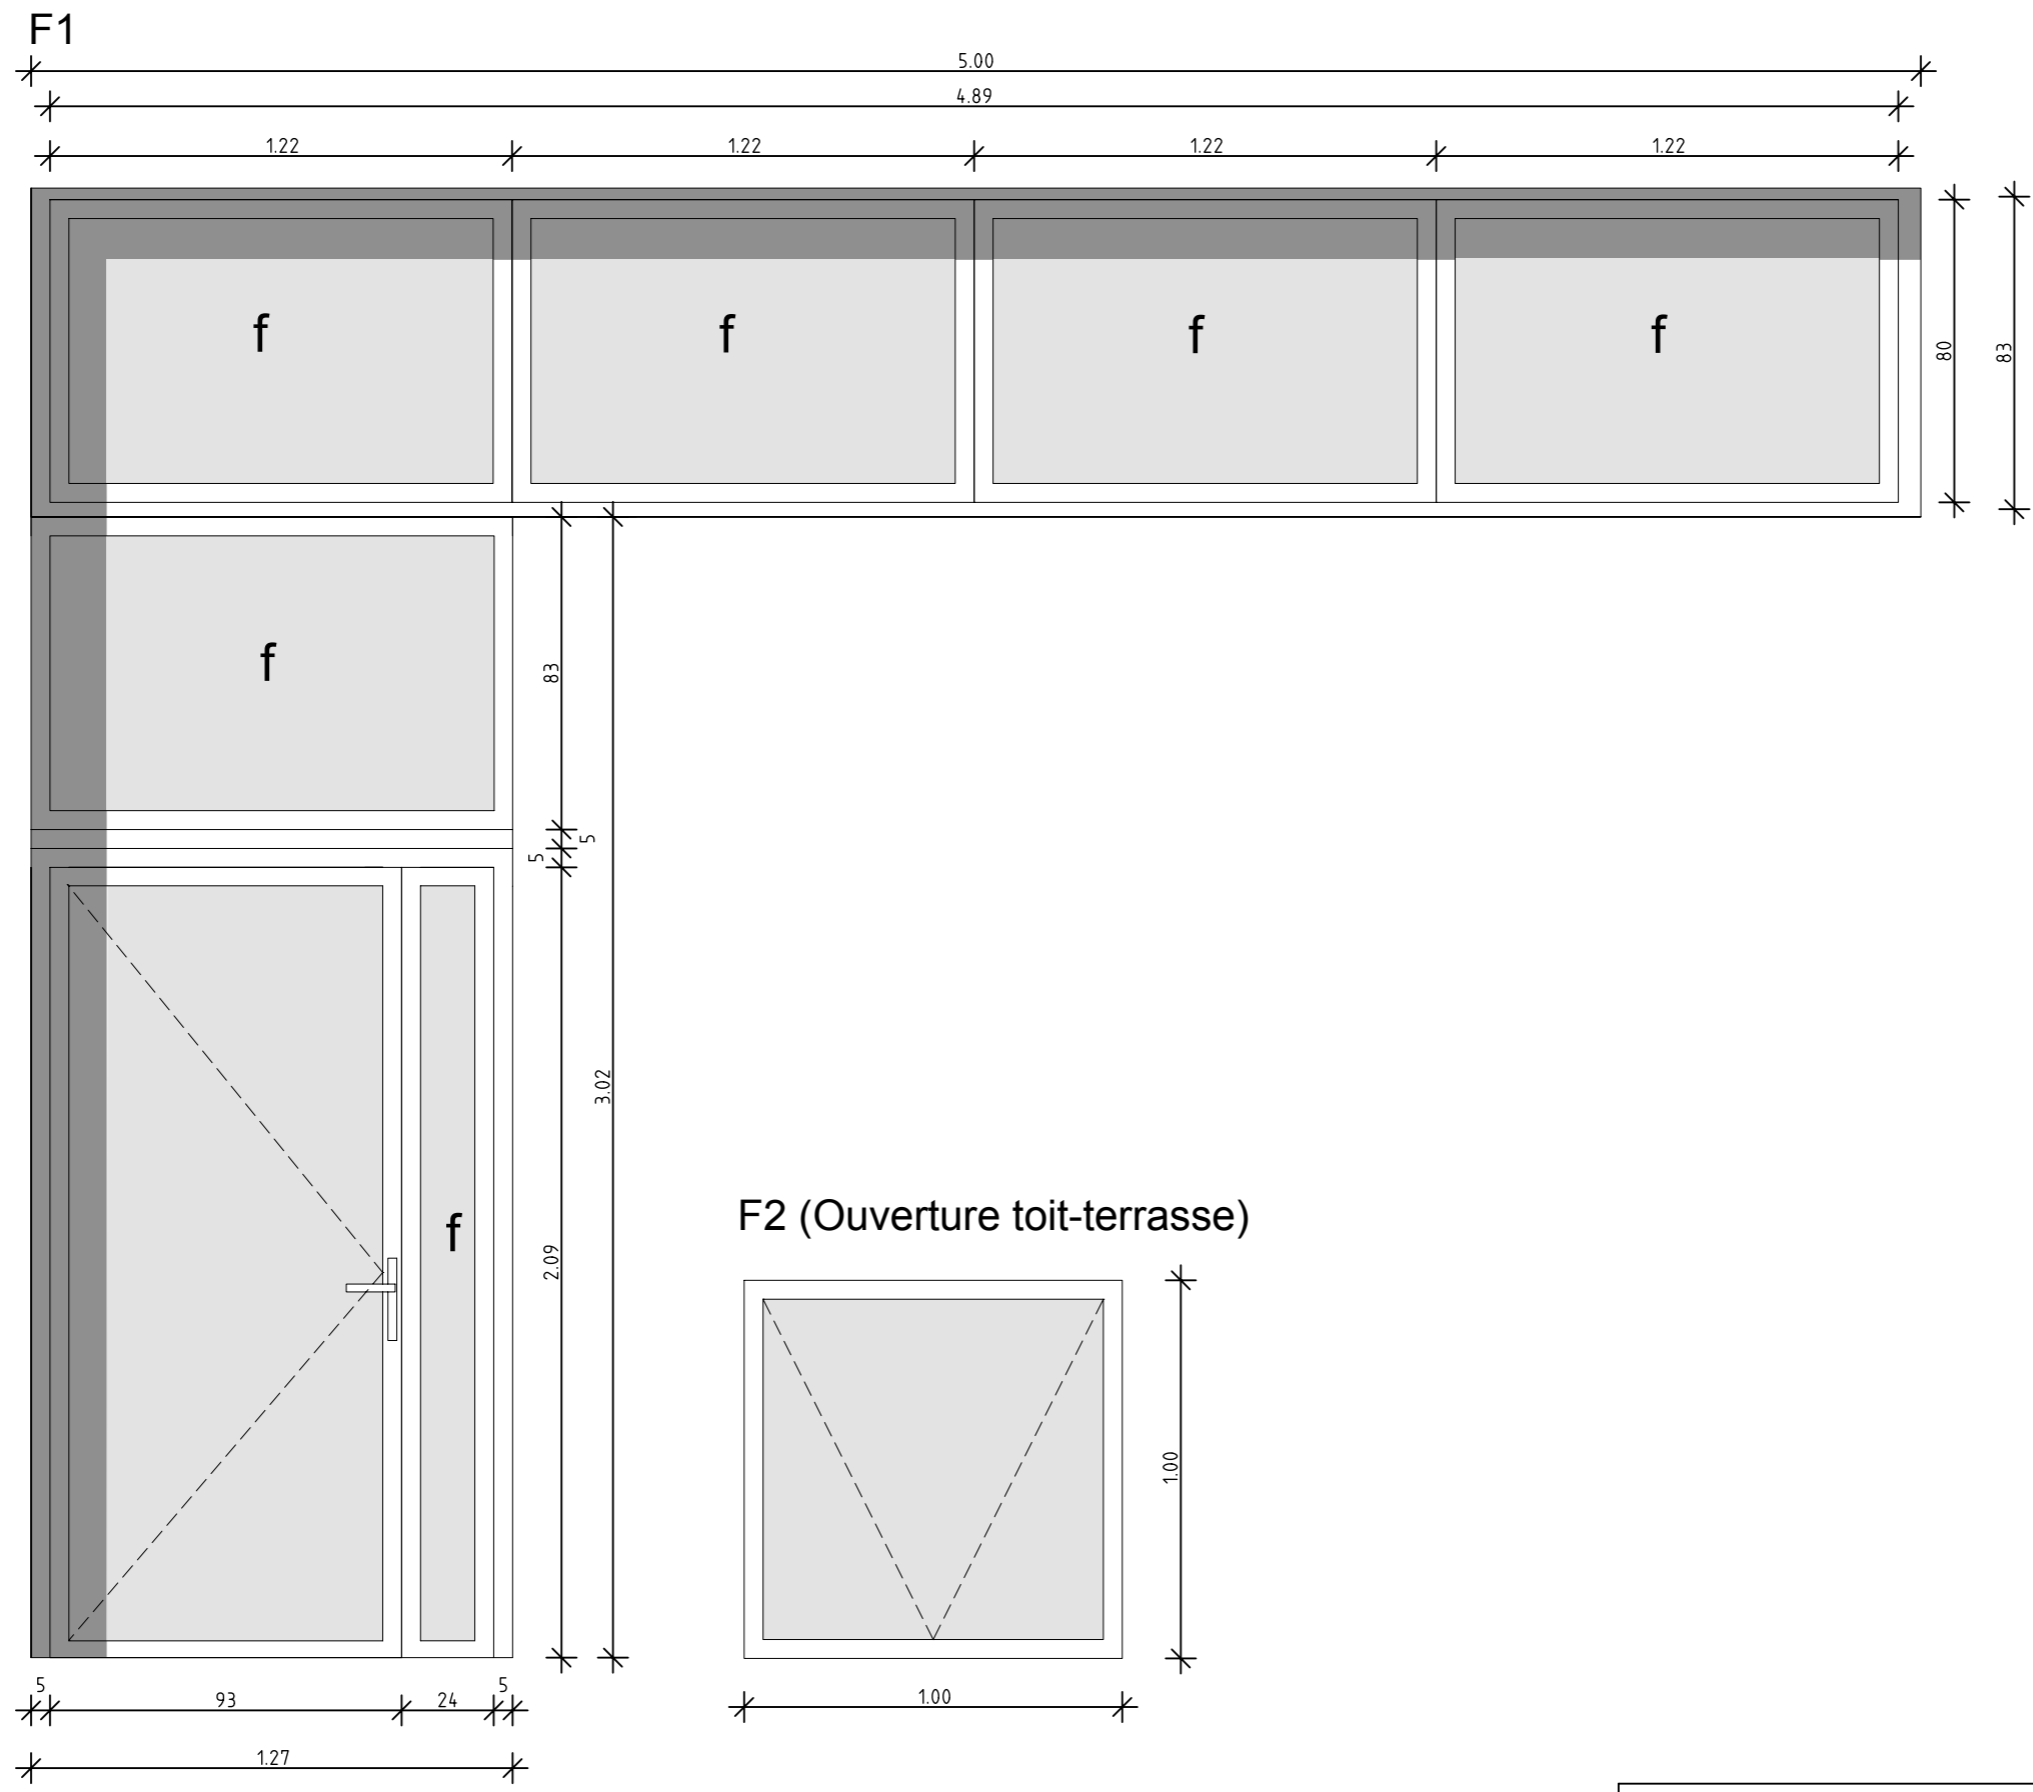 F1
5.00
4.89
1.22 1.22 1.22 1.22
f f f f
80
83
f
83
5
5
3.02
2.09
f
F2 (Ouverture toit-terrasse)
1.00
1.00
5 93 24 5
1.27